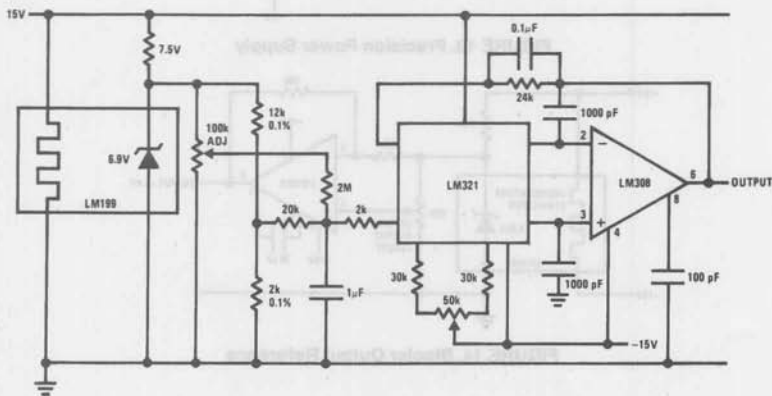 15V
7.5V
6.9V
LM199
100k
ADJ
12k
0.1%
2M
20k
2k
2k
0.1%
1µF
LM321
30k
30k
50k
0.1µF
24k
1000 pF
2
3
LM308
4
6
8
1000 pF
100 pF
–15V
OUTPUT